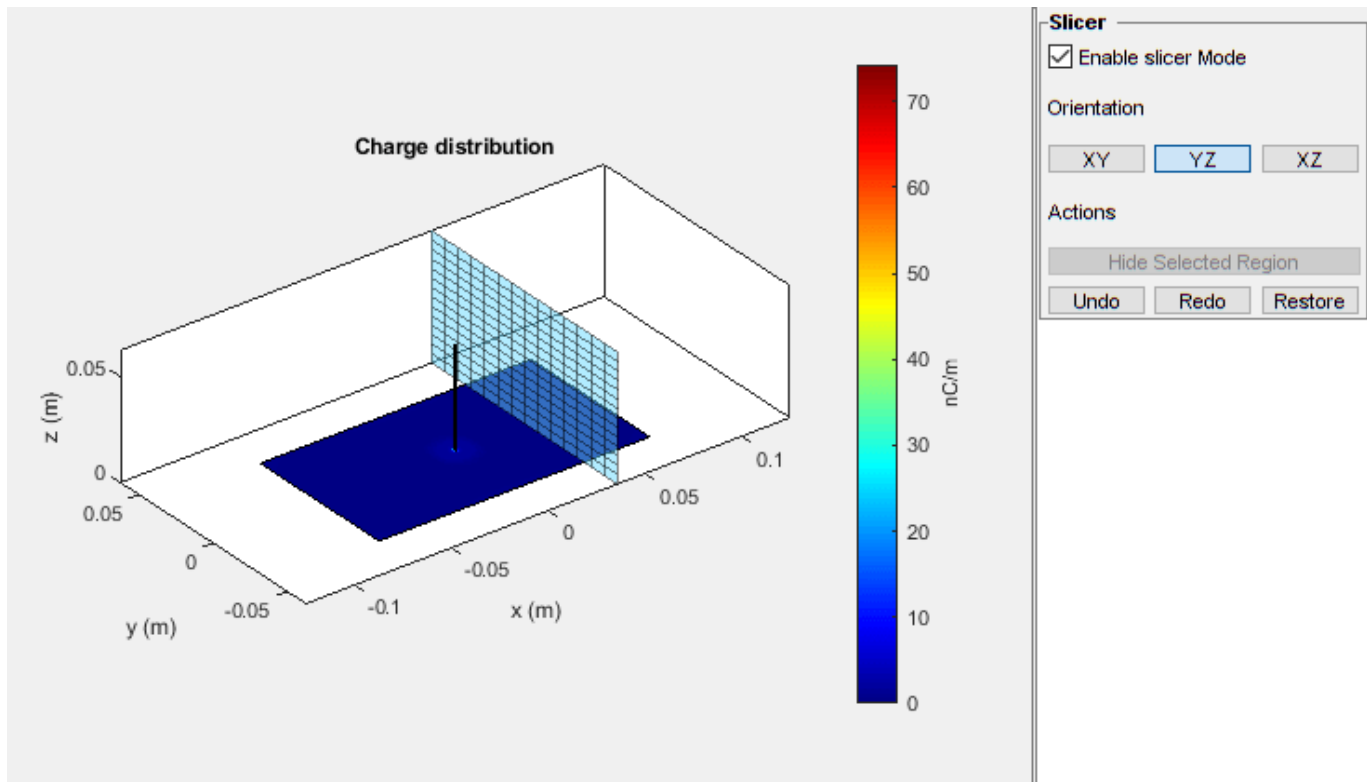 Charge distribution
z (m)
0.05
0
0.05
0
-0.05
y (m)
-0.1
-0.05
0
0.05
0.1
x (m)
70
60
50
40
30
20
10
0
nC/m
Slicer
Enable slicer Mode
Orientation
XY YZ XZ
Actions
Hide Selected Region
Undo Redo Restore